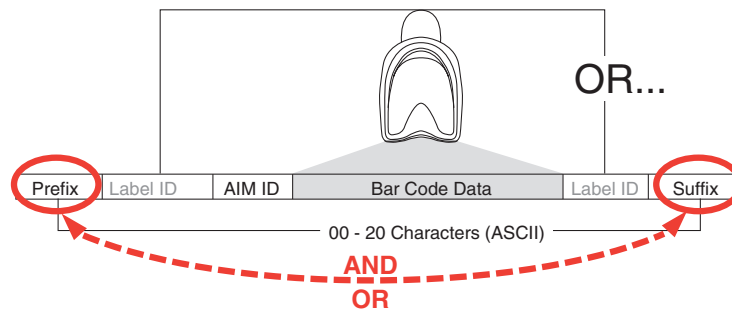 OR...
Prefix Label ID AIM ID Bar Code Data Label ID Suffix
00 - 20 Characters (ASCII)
AND
OR